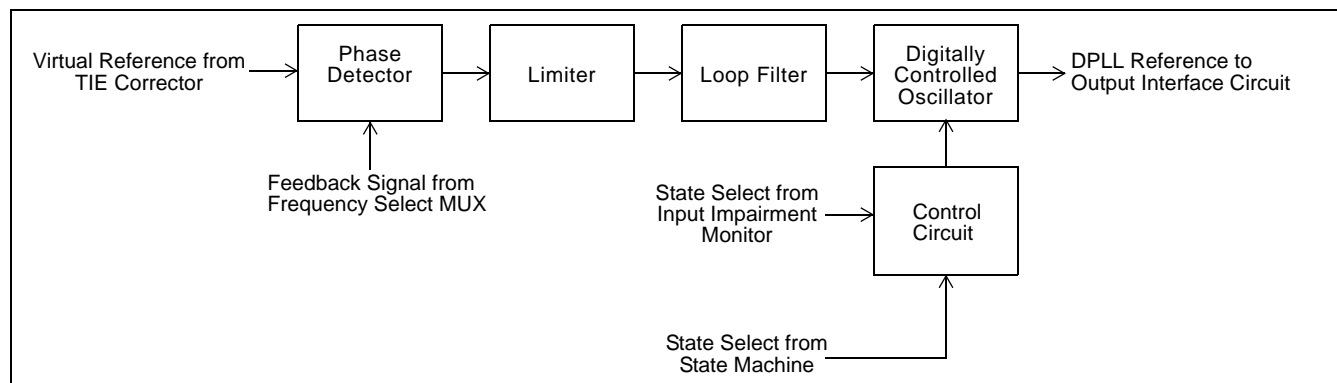 Virtual Reference from
TIE Corrector
Phase
Detector
Limiter
Loop Filter
Digitally
Controlled
Oscillator
DPLL Reference to
Output Interface Circuit
Feedback Signal from
Frequency Select MUX
State Select from
Input Impairment
Monitor
Control
Circuit
State Select from
State Machine